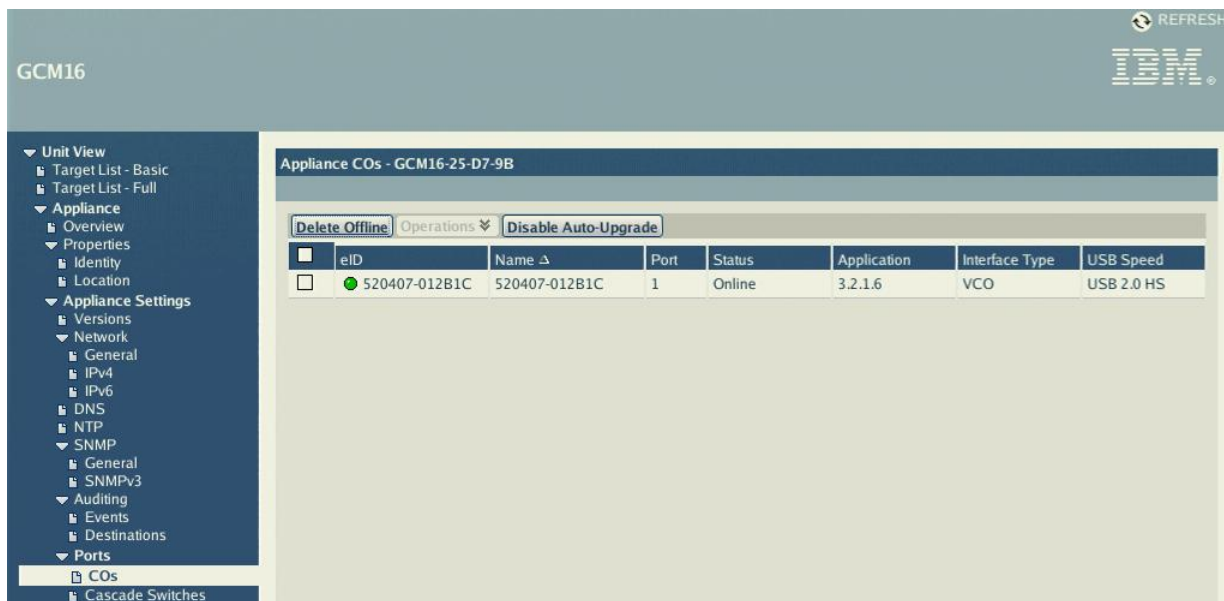 REFRESH
GCM16
IBM
Unit View
Target List - Basic
Target List - Full
Appliance
Overview
Properties
Identity
Location
Appliance Settings
Versions
Network
General
IPv4
IPv6
DNS
NTP
SNMP
General
SNMPv3
Auditing
Events
Destinations
Ports
COs
Cascade Switches
Appliance COs - GCM16-25-D7-9B
Delete Offline Operations Disable Auto-Upgrade
eID Name Port Status Application Interface Type USB Speed
520407-012B1C 520407-012B1C 1 Online 3.2.1.6 VCO USB 2.0 HS